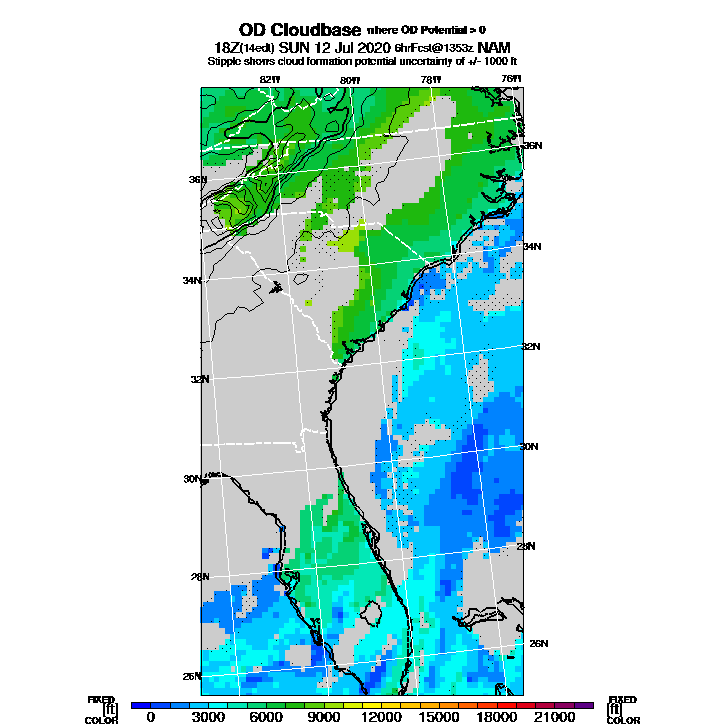 OD Cloudbase where OD Potential > 0
18Z(14edt) SUN 12 Jul 2020 6hrFcst@1353z NAM
Stipple shows cloud formation potential uncertainty of +/- 1000 ft
82W 80W 78W 76W
36N
36N
34N
34N
32N
32N
30N
30N
28N
28N
26N
26N
FIXED [ft] COLOR
0 3000 6000 9000 12000 15000 18000 21000
FIXED [ft] COLOR